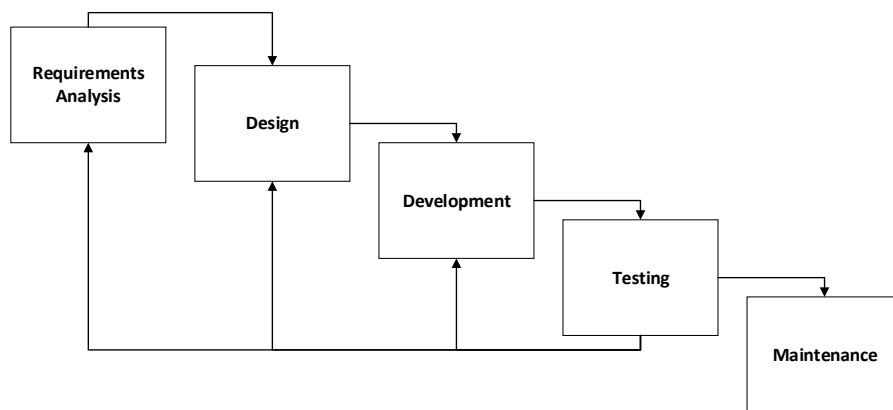 Requirements
Analysis
Design
Development
Testing
Maintenance